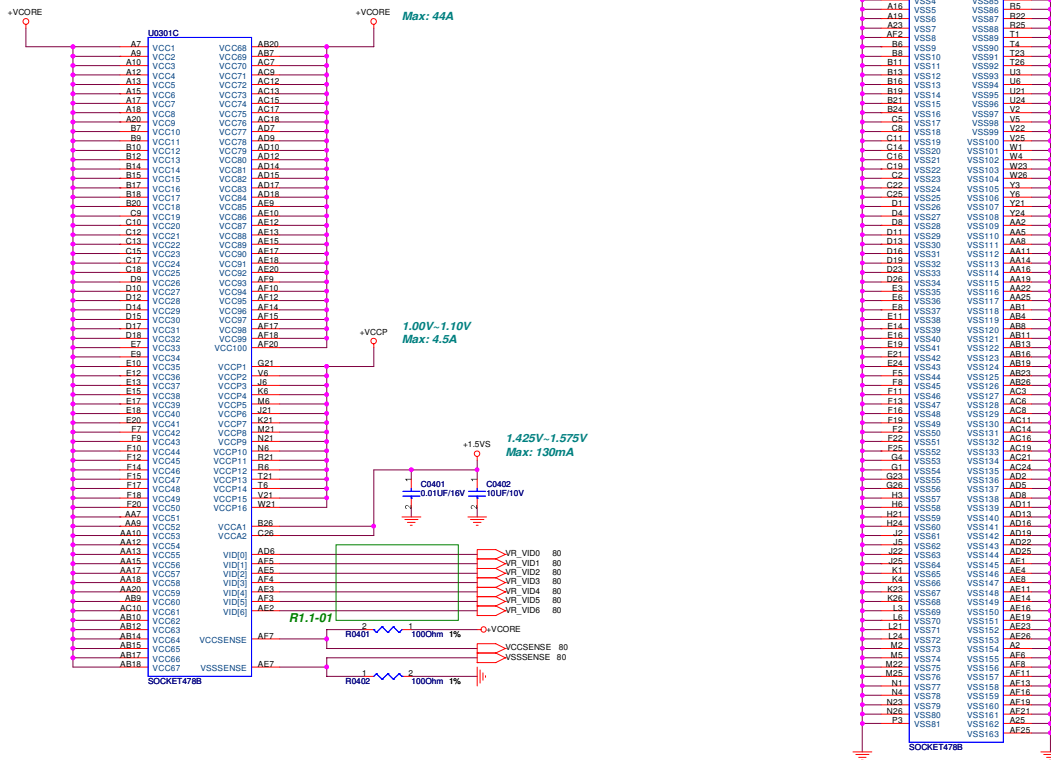 +VCORE
+VCORE
Max: 44A
U0301C
A7 VCC1 VCC68 AB20
A9 VCC2 VCC69 AB7
A10 VCC3 VCC70 AC7
A12 VCC4 VCC71 AC9
A13 VCC5 VCC72 AC12
A15 VCC6 VCC73 AC13
A17 VCC7 VCC74 AC15
A18 VCC8 VCC75 AC17
A20 VCC9 VCC76 AC18
B7 VCC10 VCC77 AD7
B9 VCC11 VCC78 AD9
B10 VCC12 VCC79 AD10
B12 VCC13 VCC80 AD12
B14 VCC14 VCC81 AD14
B15 VCC15 VCC82 AD15
B17 VCC16 VCC83 AD17
B18 VCC17 VCC84 AD18
B20 VCC18 VCC85 AE9
C9 VCC19 VCC86 AE10
C10 VCC20 VCC87 AE12
C12 VCC21 VCC88 AE13
C13 VCC22 VCC89 AE15
C15 VCC23 VCC90 AE17
C17 VCC24 VCC91 AE18
C18 VCC25 VCC92 AE20
D9 VCC26 VCC93 AF9
D10 VCC27 VCC94 AF10
D12 VCC28 VCC95 AF12
D14 VCC29 VCC96 AF14
D15 VCC30 VCC97 AF15
D17 VCC31 VCC98 AF17
D18 VCC32 VCC99 AF18
E7 VCC33 VCC100 AF20
E9 VCC34
+VCCP
1.00V~1.10V
Max: 4.5A
E10 VCC35 VCCP1 G21
E12 VCC36 VCCP2 V6
E13 VCC37 VCCP3 J6
E15 VCC38 VCCP4 K6
E17 VCC39 VCCP5 M6
E18 VCC40 VCCP6 J21
E20 VCC41 VCCP7 K21
F7 VCC42 VCCP8 M21
F9 VCC43 VCCP9 N21
F10 VCC44 VCCP10 N6
F12 VCC45 VCCP11 R21
F14 VCC46 VCCP12 R6
F15 VCC47 VCCP13 T21
F17 VCC48 VCCP14 T6
F18 VCC49 VCCP15 V21
F20 VCC50 VCCP16 W21
AA7 VCC51
AA9 VCC52 VCCA1 B26
AA10 VCC53 VCCA2 C26
AA12 VCC54
AA13 VCC55 VID[0] AD6
AA15 VCC56 VID[1] AF5
AA17 VCC57 VID[2] AE5
AA18 VCC58 VID[3] AF4
AA20 VCC59 VID[4] AE3
AB9 VCC60 VID[5] AF3
AC10 VCC61 VID[6] AE2
AB10 VCC62
AB12 VCC63
AB14 VCC64 VCCSENSE AF7
AB15 VCC65
AB17 VCC66
AB18 VCC67 VSSSENSE AE7
SOCKET478B
+1.5VS
1.425V~1.575V
Max: 130mA
1 C0401 0.01UF/16V 2
1 C0402 10UF/10V 2
VR_VID0 80
VR_VID1 80
VR_VID2 80
VR_VID3 80
VR_VID4 80
VR_VID5 80
VR_VID6 80
R1.1-01
2 1 +VCORE
R0401 100Ohm 1%
VCCSENSE 80
VSSSENSE 80
1 2
R0402 100Ohm 1%
A16 VSS5 VSS86 R5
A19 VSS6 VSS87 R22
A23 VSS7 VSS88 R25
AF2 VSS8 VSS89 T1
B6 VSS9 VSS90 T4
B8 VSS10 VSS91 T23
B11 VSS11 VSS92 T26
B13 VSS12 VSS93 U3
B16 VSS13 VSS94 U6
B19 VSS14 VSS95 U21
B21 VSS15 VSS96 U24
B24 VSS16 VSS97 V2
C5 VSS17 VSS98 V5
C8 VSS18 VSS99 V22
C11 VSS19 VSS100 V25
C14 VSS20 VSS101 W1
C16 VSS21 VSS102 W4
C19 VSS22 VSS103 W23
C2 VSS23 VSS104 W26
C22 VSS24 VSS105 Y3
C25 VSS25 VSS106 Y6
D1 VSS26 VSS107 Y21
D4 VSS27 VSS108 Y24
D8 VSS28 VSS109 AA2
D11 VSS29 VSS110 AA5
D13 VSS30 VSS111 AA8
D16 VSS31 VSS112 AA11
D19 VSS32 VSS113 AA14
D23 VSS33 VSS114 AA16
D26 VSS34 VSS115 AA19
E3 VSS35 VSS116 AA22
E6 VSS36 VSS117 AA25
E8 VSS37 VSS118 AB1
E11 VSS38 VSS119 AB4
E14 VSS39 VSS120 AB8
E16 VSS40 VSS121 AB11
E19 VSS41 VSS122 AB13
E21 VSS42 VSS123 AB16
E24 VSS43 VSS124 AB19
F5 VSS44 VSS125 AB23
F8 VSS45 VSS126 AB26
F11 VSS46 VSS127 AC3
F13 VSS47 VSS128 AC6
F16 VSS48 VSS129 AC8
F19 VSS49 VSS130 AC11
F2 VSS50 VSS131 AC14
F22 VSS51 VSS132 AC16
F25 VSS52 VSS133 AC19
G4 VSS53 VSS134 AC21
G1 VSS54 VSS135 AC24
G23 VSS55 VSS136 AD2
G26 VSS56 VSS137 AD5
H3 VSS57 VSS138 AD8
H6 VSS58 VSS139 AD11
H21 VSS59 VSS140 AD13
H24 VSS60 VSS141 AD16
J2 VSS61 VSS142 AD19
J5 VSS62 VSS143 AD22
J22 VSS63 VSS144 AD25
J25 VSS64 VSS145 AE1
K1 VSS65 VSS146 AE4
K4 VSS66 VSS147 AE8
K23 VSS67 VSS148 AE11
K26 VSS68 VSS149 AE14
L3 VSS69 VSS150 AE16
L6 VSS70 VSS151 AE19
L21 VSS71 VSS152 AE23
L24 VSS72 VSS153 AE26
M2 VSS73 VSS154 A2
M5 VSS74 VSS155 AF6
M22 VSS75 VSS156 AF8
M25 VSS76 VSS157 AF11
N1 VSS77 VSS158 AF13
N4 VSS78 VSS159 AF16
N23 VSS79 VSS160 AF19
N26 VSS80 VSS161 AF21
P3 VSS81 VSS162 A25
VSS163 AF25
SOCKET478B